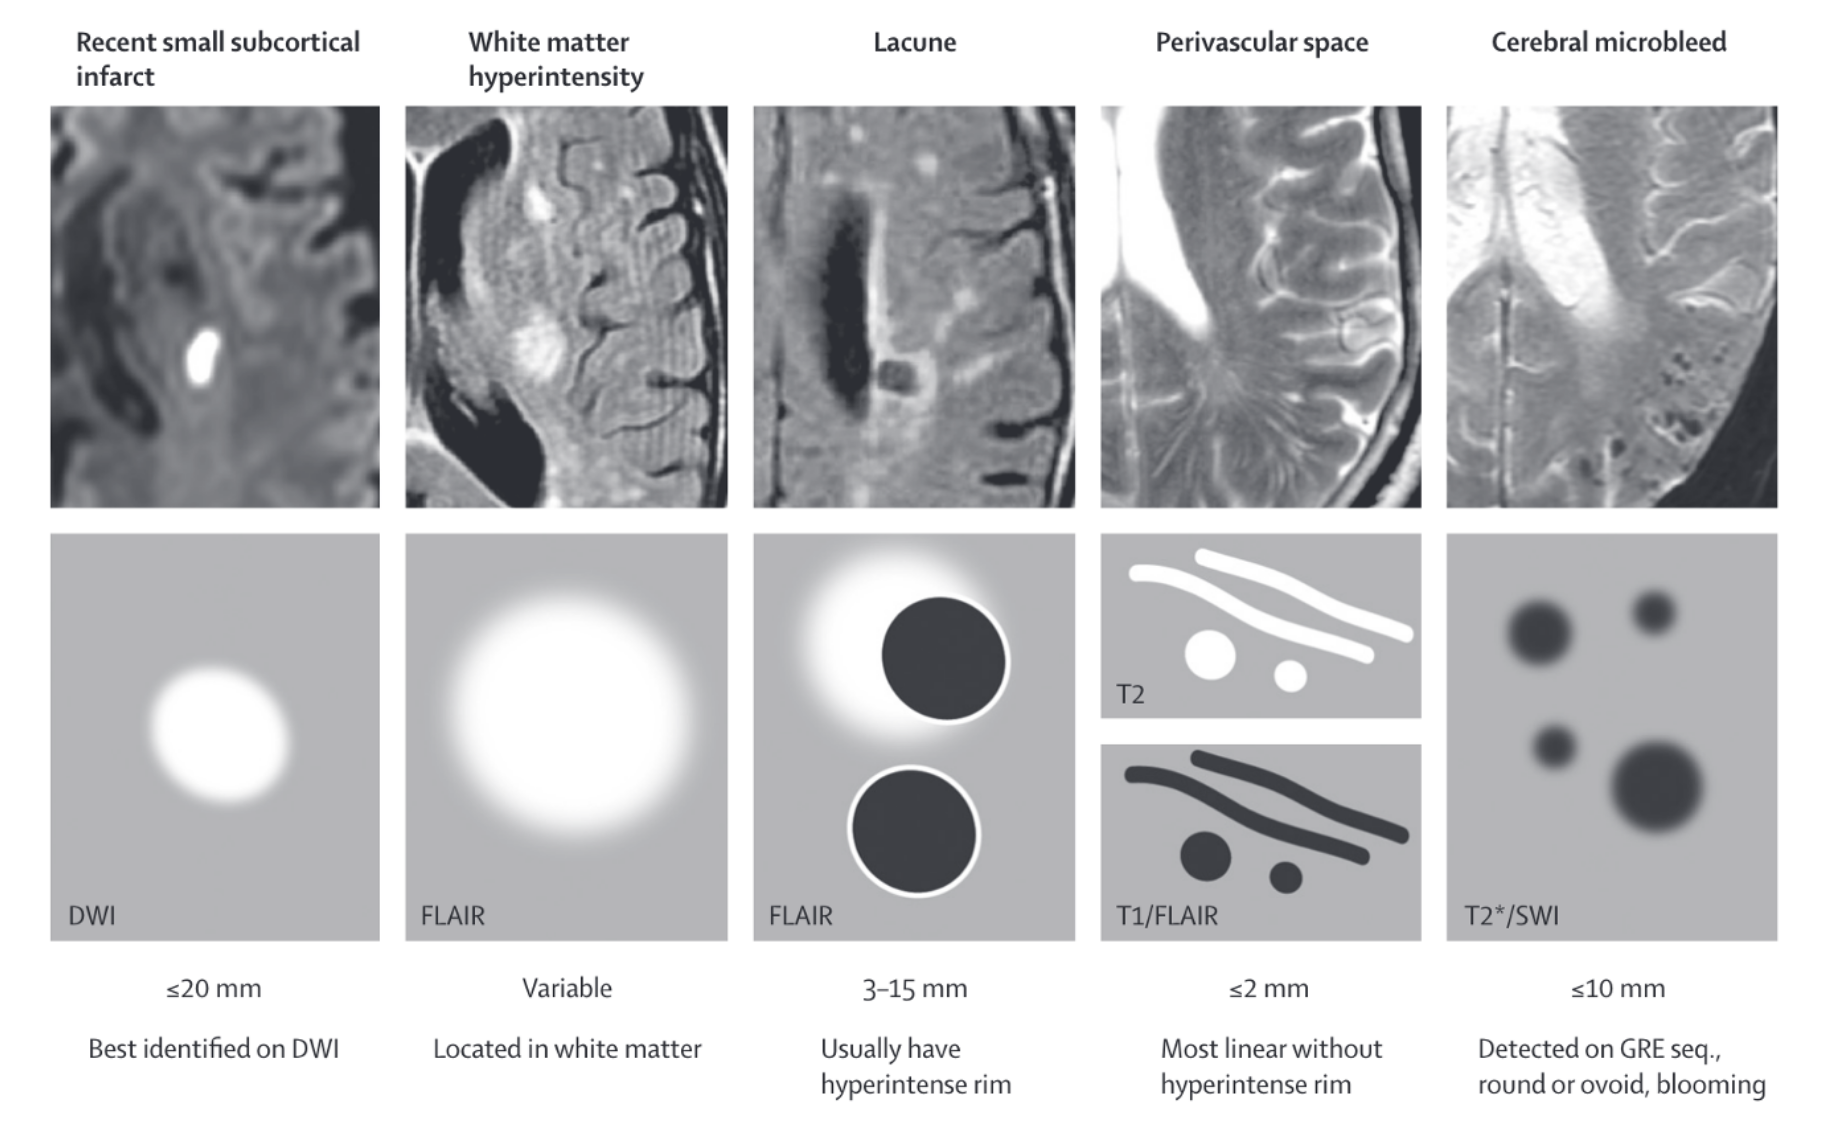 Recent small subcortical
infarct
White matter
hyperintensity
Lacune
Perivascular space
Cerebral microbleed
DWI
FLAIR
FLAIR
T2
T1/FLAIR
T2*/SWI
≤20 mm
Variable
3–15 mm
≤2 mm
≤10 mm
Best identified on DWI
Located in white matter
Usually have
hyperintense rim
Most linear without
hyperintense rim
Detected on GRE seq.,
round or ovoid, blooming